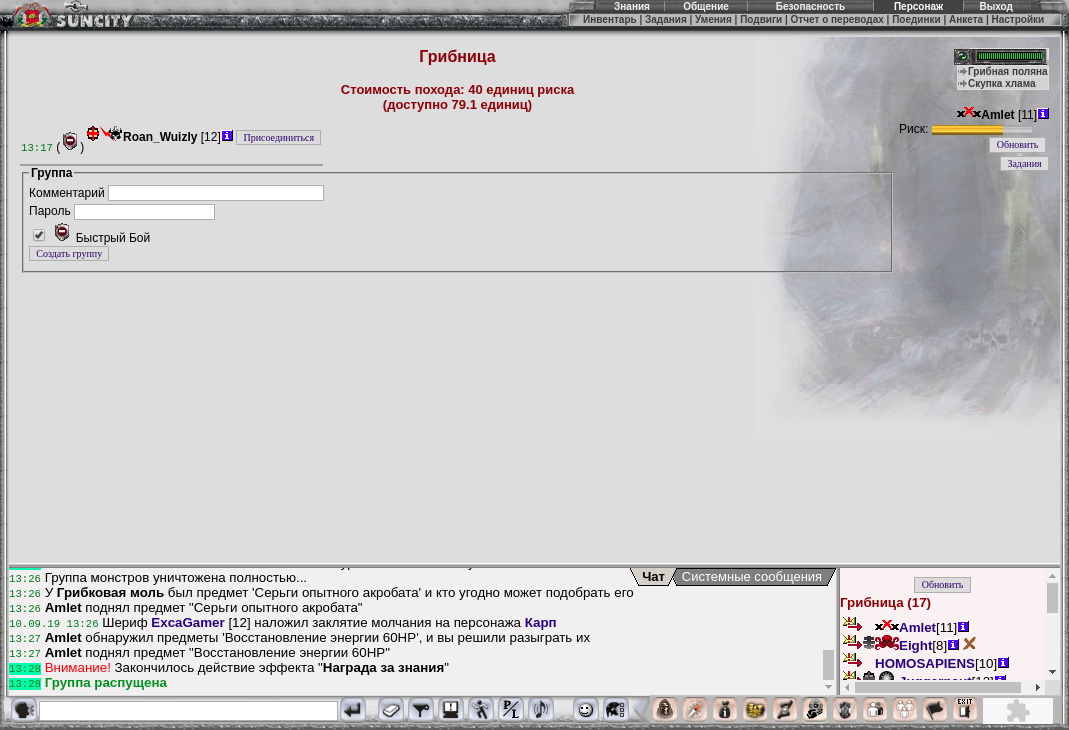 SUNCITY
Знания Общение Безопасность Персонаж Выход
Инвентарь | Задания | Умения | Подвиги | Отчет о переводах | Поединки | Анкета | Настройки
Грибница
Грибная поляна
Скупка хлама
Стоимость похода: 40 единиц риска
(доступно 79.1 единиц)
Amlet [11]
Риск:
13:17 ( ) Roan_Wuizly [12] Присоединиться
Обновить
Задания
Группа
Комментарий
Пароль
Быстрый Бой
Создать группу
Чат Системные сообщения
13:26 Группа монстров уничтожена полностью...
13:26 У Грибковая моль был предмет 'Серьги опытного акробата' и кто угодно может подобрать его
13:26 Amlet поднял предмет "Серьги опытного акробата"
10.09.19 13:26 Шериф ExcaGamer [12] наложил заклятие молчания на персонажа Карп
13:27 Amlet обнаружил предметы 'Восстановление энергии 60HP', и вы решили разыграть их
13:27 Amlet поднял предмет "Восстановление энергии 60HP"
13:28 Внимание! Закончилось действие эффекта "Награда за знания"
13:28 Группа распущена
Обновить
Грибница (17)
Amlet[11]
Eight[8]
HOMOSAPIENS[10]
P/L
EXIT